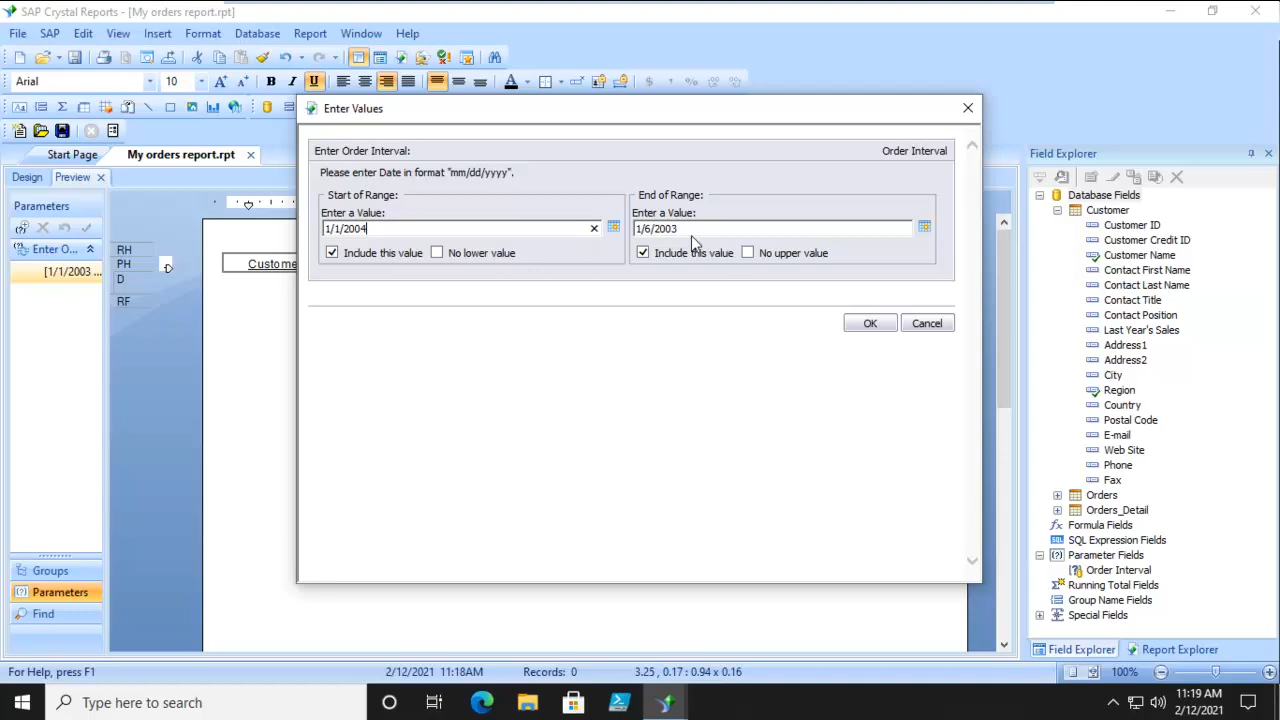 SAP Crystal Reports - [My orders report.rpt]
File SAP Edit View Insert Format Database Report Window Help
Arial 10 B I U A $ %
Start Page My orders report.rpt
Design Preview
Parameters
Enter O...
[1/1/2003 ...
RH
PH
D
RF
Custome
Groups
Parameters
Find
Enter Values
Enter Order Interval: Order Interval
Please enter Date in format "mm/dd/yyyy".
Start of Range: End of Range:
Enter a Value: Enter a Value:
1/1/2004 1/6/2003
Include this value No lower value Include this value No upper value
OK Cancel
Field Explorer
Database Fields
Customer
Customer ID
Customer Credit ID
Customer Name
Contact First Name
Contact Last Name
Contact Title
Contact Position
Last Year's Sales
Address1
Address2
City
Region
Country
Postal Code
E-mail
Web Site
Phone
Fax
Orders
Orders_Detail
Formula Fields
SQL Expression Fields
Parameter Fields
Order Interval
Running Total Fields
Group Name Fields
Special Fields
Field Explorer Report Explorer
For Help, press F1 2/12/2021 11:18AM Records: 0 3.25 , 0.17 : 0.94 x 0.16 100%
Type here to search
11:19 AM
2/12/2021